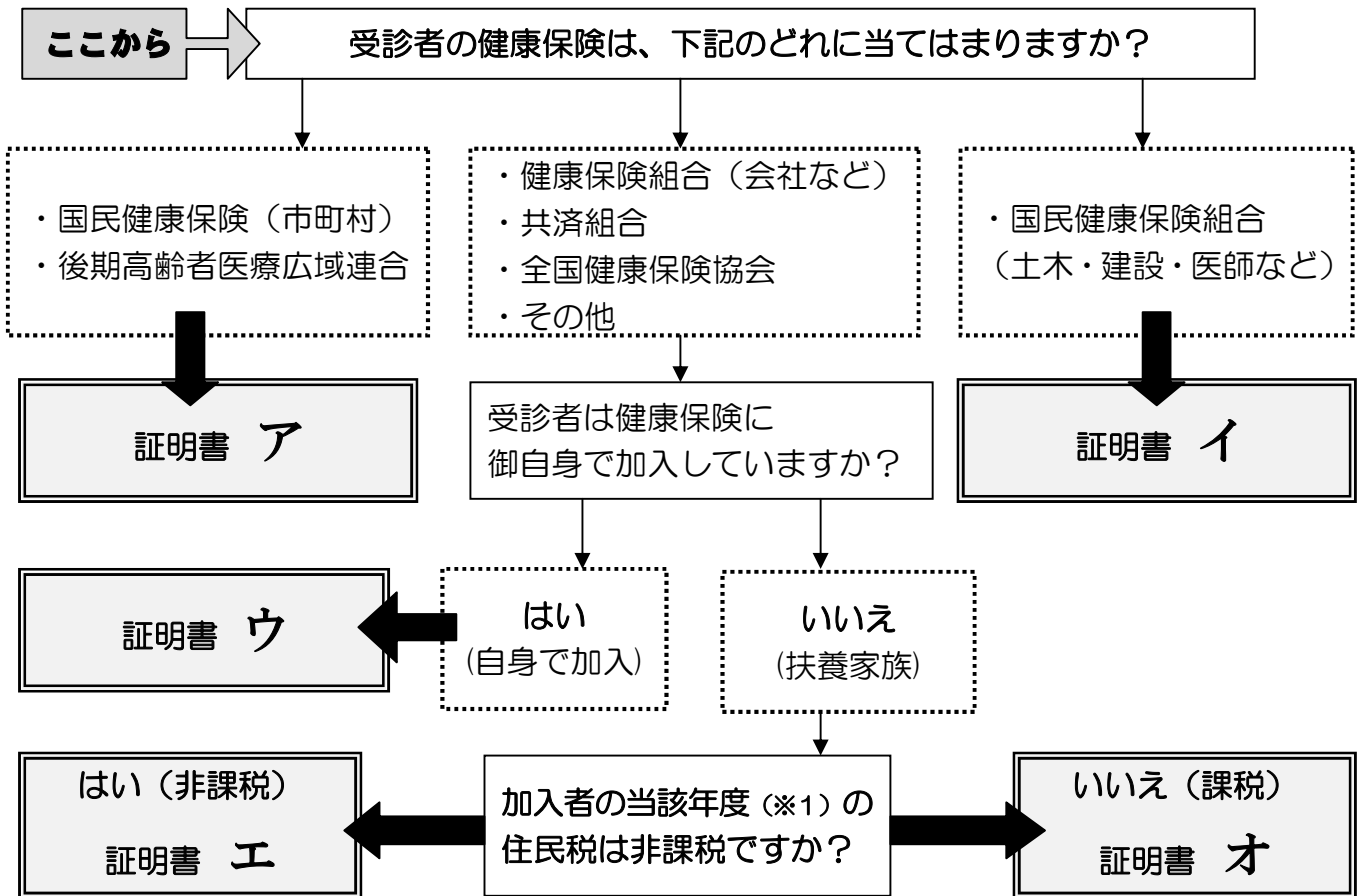 ここから
受診者の健康保険は、下記のどれに当てはまりますか？
・国民健康保険（市町村）
・後期高齢者医療広域連合
・健康保険組合（会社など）
・共済組合
・全国健康保険協会
・その他
・国民健康保険組合
（土木・建設・医師など）
証明書 ア
受診者は健康保険に
御自身で加入していますか？
証明書 イ
証明書 ウ
はい
(自身で加入)
いいえ
(扶養家族)
はい（非課税）
証明書 エ
加入者の当該年度（※1）の
住民税は非課税ですか？
いいえ（課税）
証明書 オ